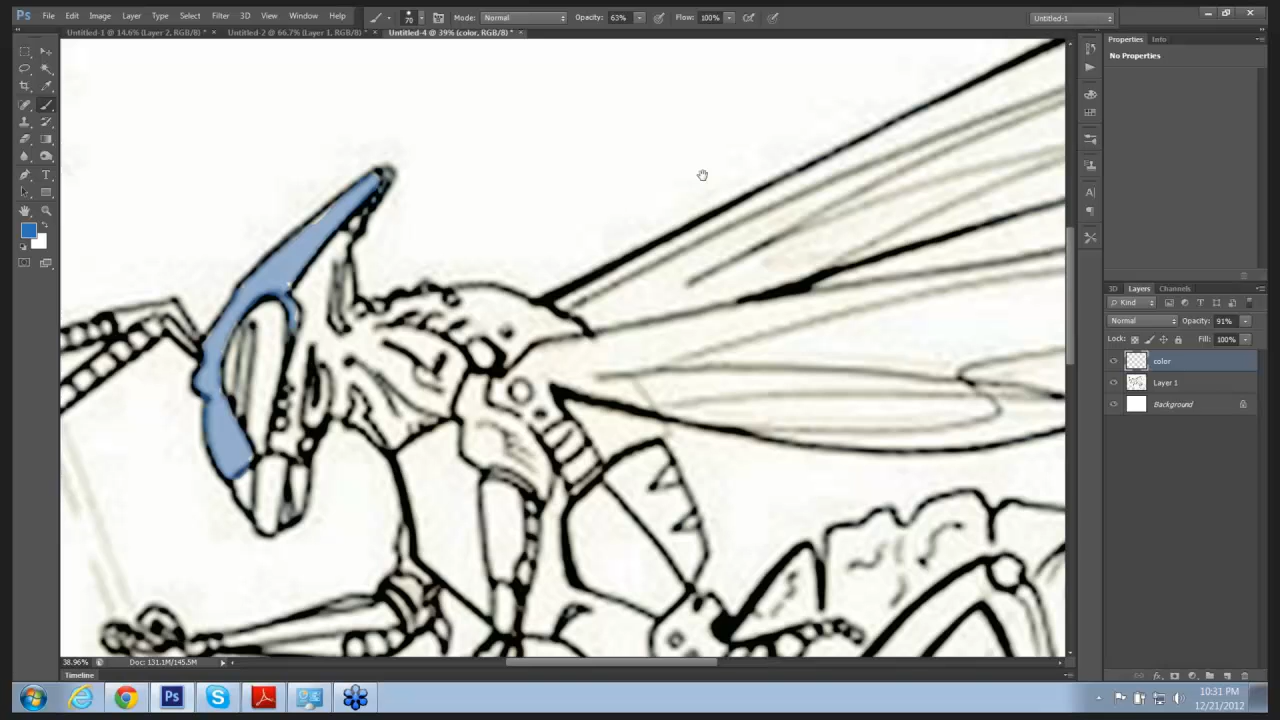 Ps File Edit Image Layer Type Select Filter 3D View Window Help
70 Mode: Normal Opacity: 63% Flow: 100% Untitled-1
Untitled-1 @ 14.6% (Layer 2, RGB/8) * × Untitled-2 @ 66.7% (Layer 1, RGB/8) * × Untitled-4 @ 39% (color, RGB/8) * ×
Properties Info
No Properties
3D Layers Channels
Kind
Normal Opacity: 91%
Lock: Fill: 100%
color
Layer 1
Background
38.96% Doc: 131.1M/145.5M
Timeline
Ps
10:31 PM
12/21/2012